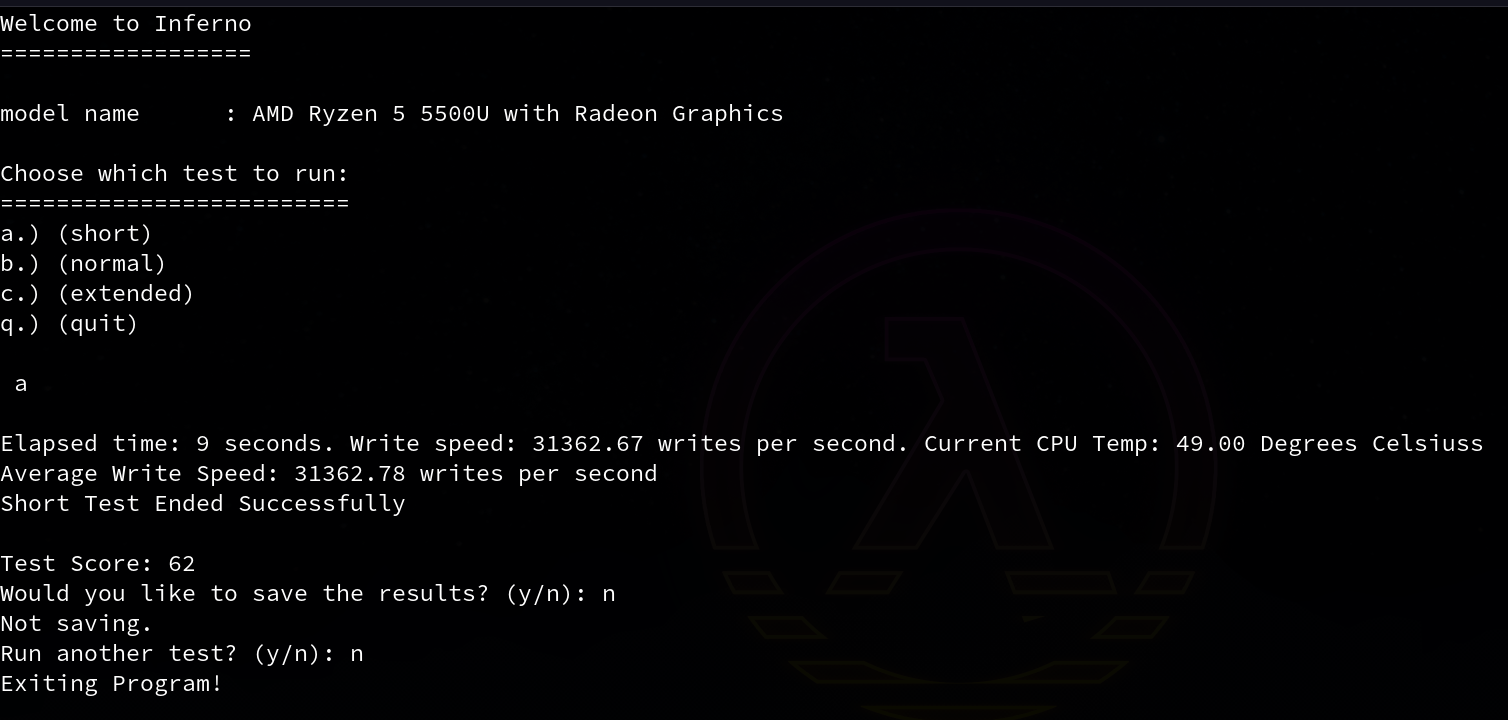 Welcome to Inferno
==================
model name      : AMD Ryzen 5 5500U with Radeon Graphics
Choose which test to run:
=========================
a.) (short)
b.) (normal)
c.) (extended)
q.) (quit)
a
Elapsed time: 9 seconds. Write speed: 31362.67 writes per second. Current CPU Temp: 49.00 Degrees Celsiuss
Average Write Speed: 31362.78 writes per second
Short Test Ended Successfully
Test Score: 62
Would you like to save the results? (y/n): n
Not saving.
Run another test? (y/n): n
Exiting Program!